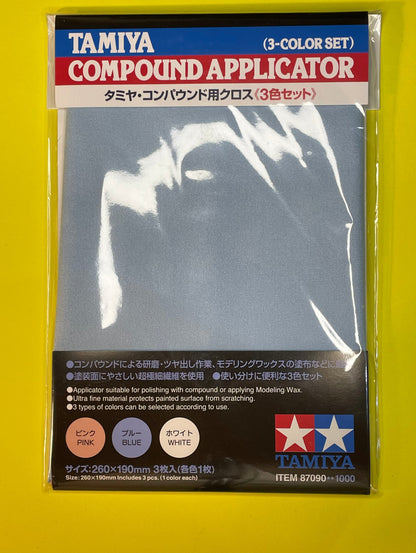 TAMIYA
(3-COLOR SET)
COMPOUND APPLICATOR
タミヤ・コンパウンド用クロス《3色セット》
●コンパウンドによる研磨・ツヤ出し作業、モデリングワックスの塗布などに
●塗装面にやさしい超極細繊維を使用 ●使い分けに便利な3色セット
●Applicator suitable for polishing with compound or applying Modeling Wax.
●Ultra fine material protects painted surface from scratching.
●3 types of colors can be selected according to use.
ピンク
PINK
ブルー
BLUE
ホワイト
WHITE
サイズ:260×190mm 3枚入(各色1枚)
Size: 260×190mm Includes 3 pcs. (1 color each)
TAMIYA
ITEM 87090 1000